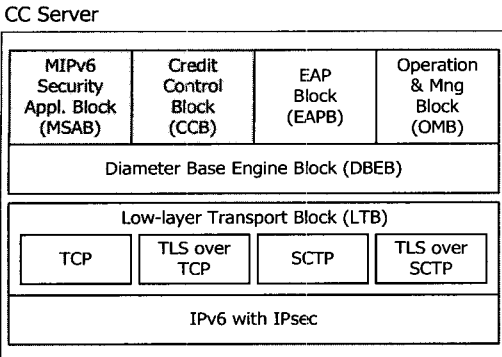 CC Server
MIPv6
Security
Appl. Block
(MSAB)
Credit
Control
Block
(CCB)
EAP
Block
(EAPB)
Operation
& Mng
Block
(OMB)
Diameter Base Engine Block (DBEB)
Low-layer Transport Block (LTB)
TCP
TLS over
TCP
SCTP
TLS over
SCTP
IPv6 with IPsec